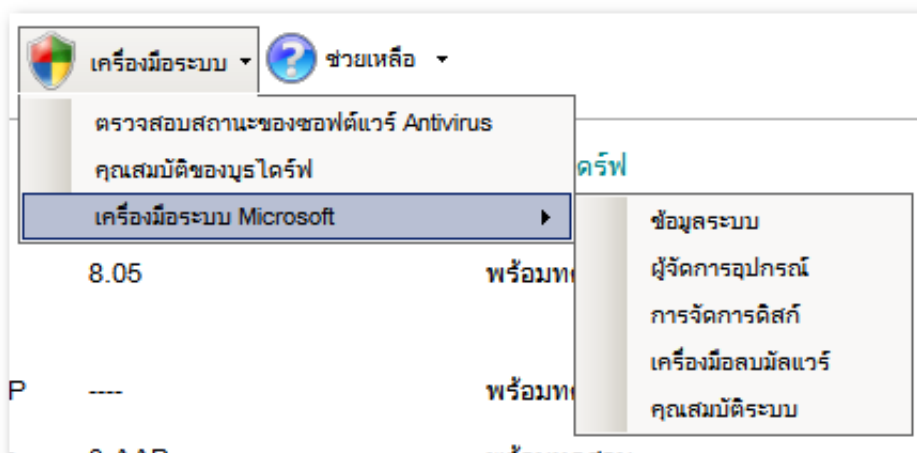 เครื่องมือระบบ ช่วยเหลือ
ตรวจสอบสถานะของซอฟต์แวร์ Antivirus
คุณสมบัติของบูธไดร์ฟ
ดร์ฟ
เครื่องมือระบบ Microsoft
ข้อมูลระบบ
8.05 พร้อมท
ผู้จัดการอุปกรณ์
การจัดการดิสก์
เครื่องมือลบมัลแวร์
P ---- พร้อมท
คุณสมบัติระบบ